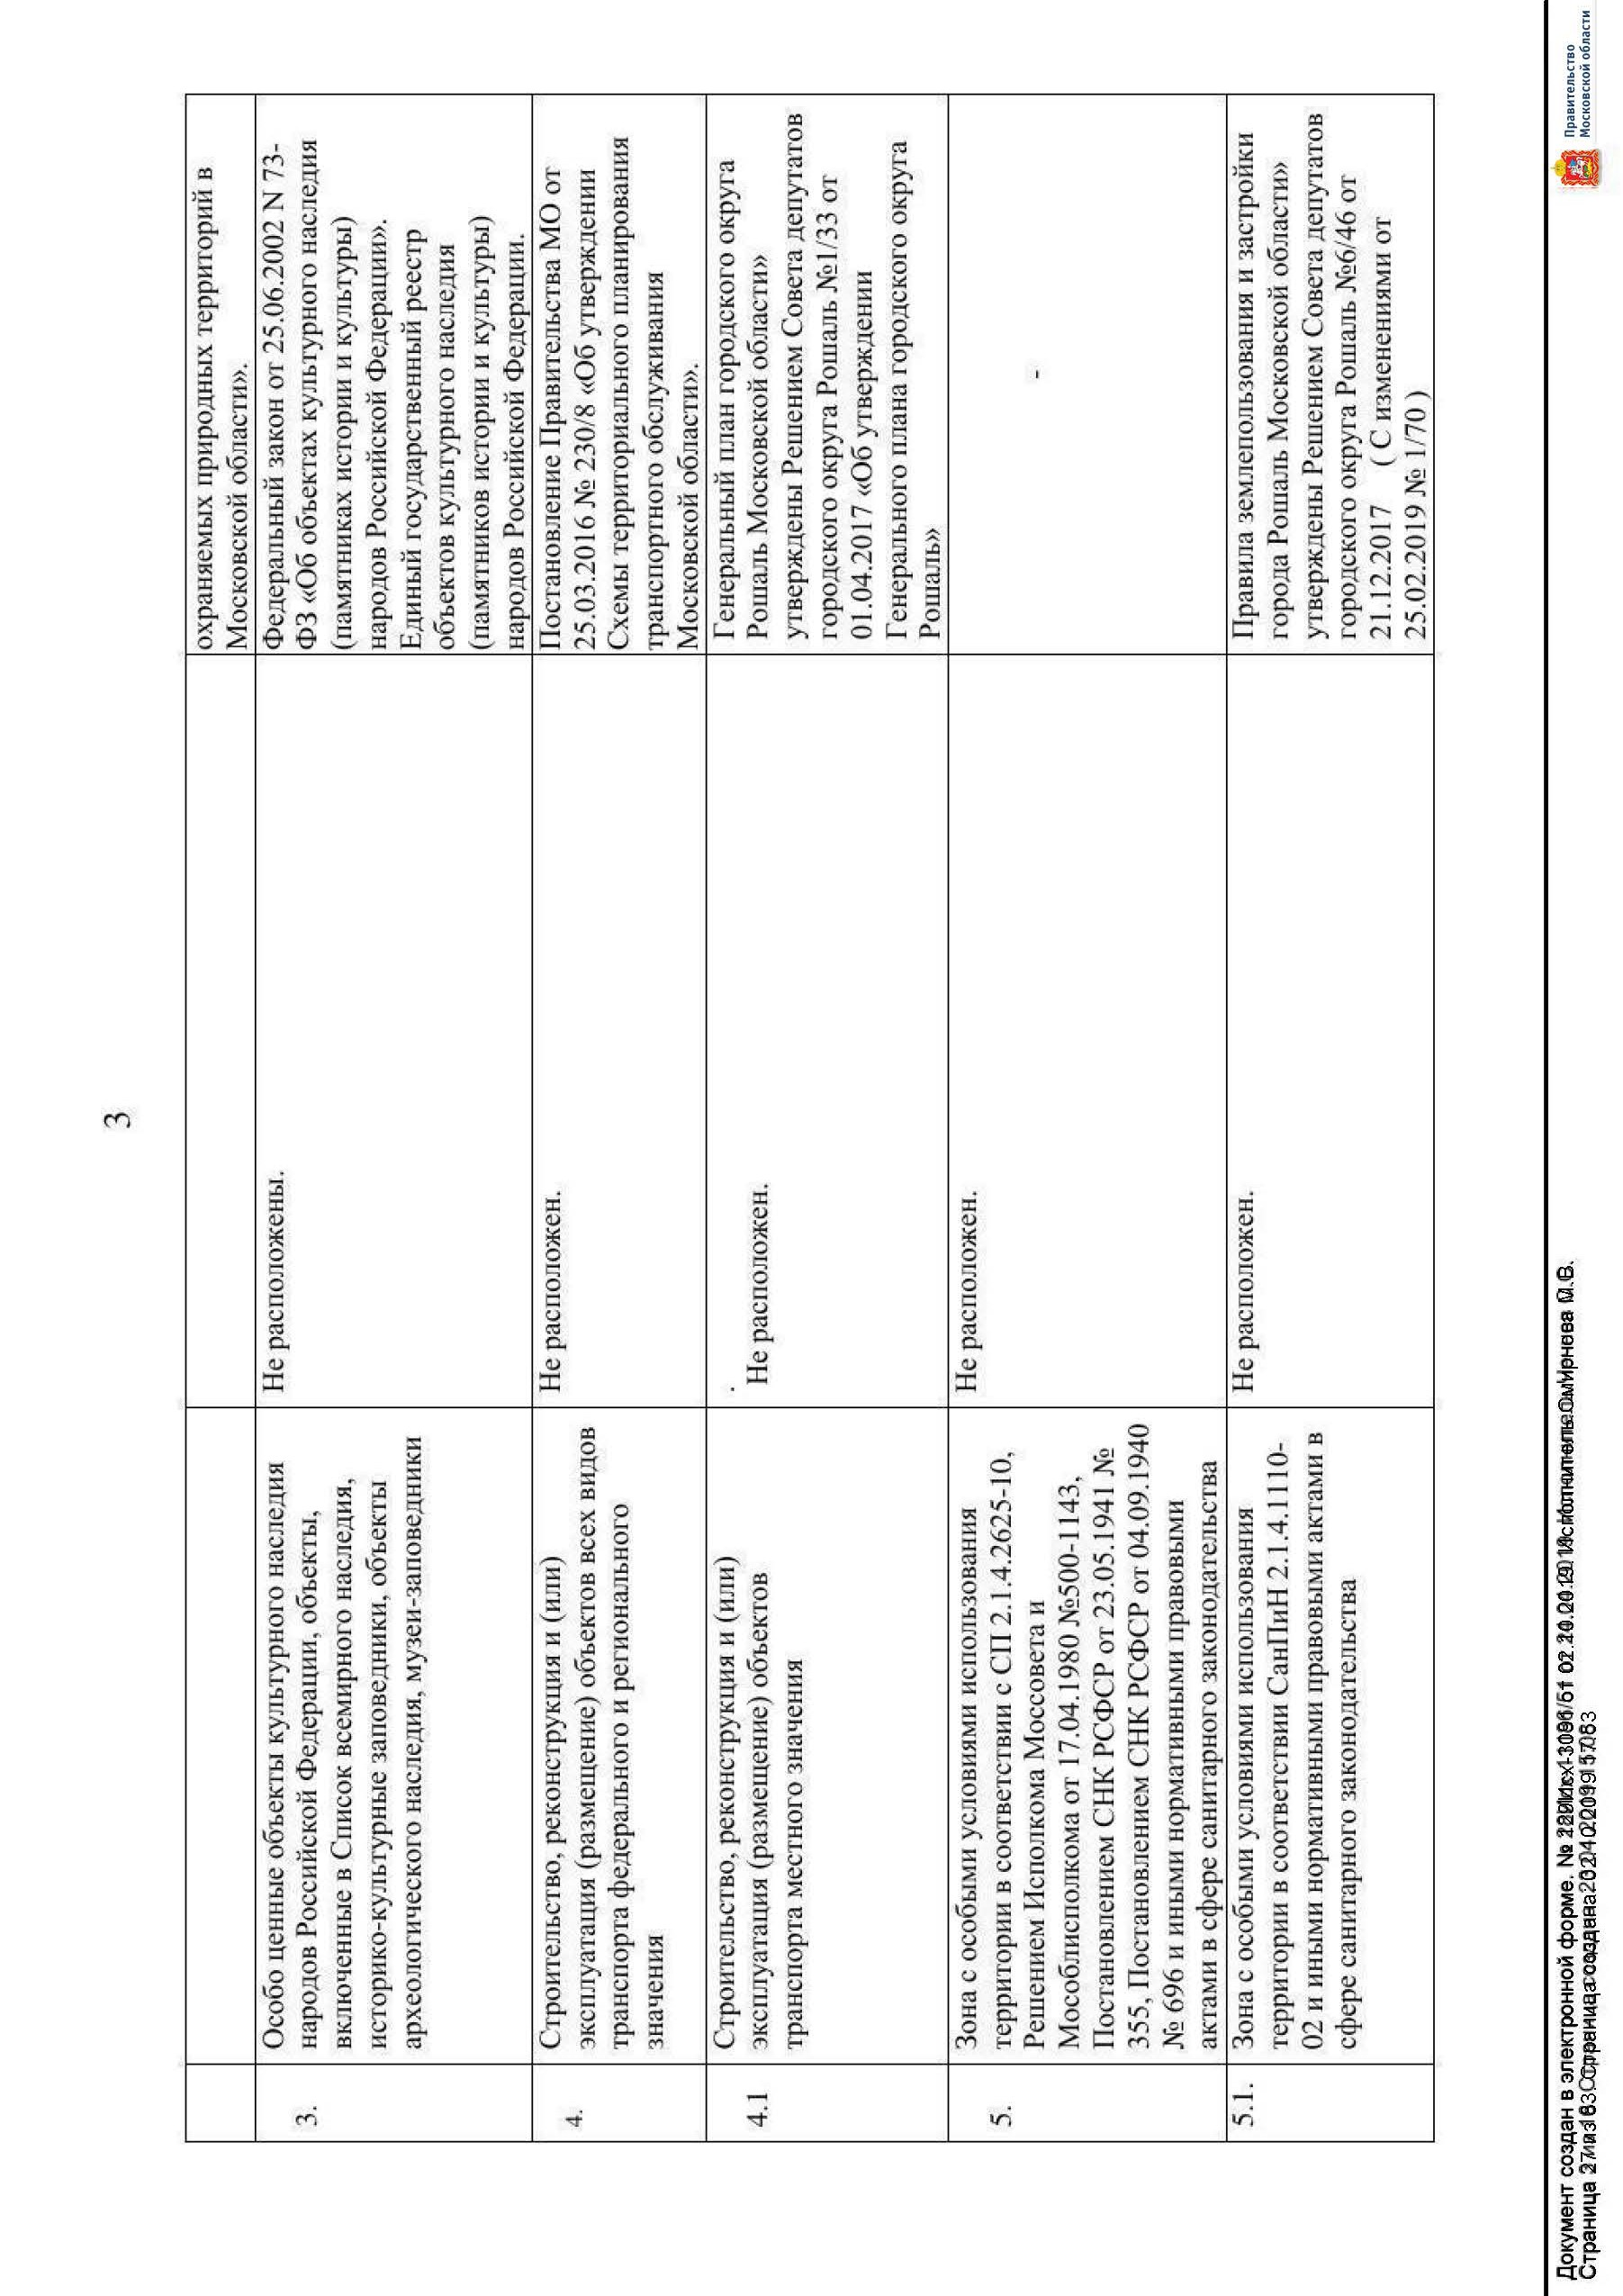 3
охраняемых природных территорий в
Московской области».
3.
Особо ценные объекты культурного наследия
народов Российской Федерации, объекты,
включенные в Список всемирного наследия,
историко-культурные заповедники, объекты
археологического наследия, музеи-заповедники
Не расположены.
Федеральный закон от 25.06.2002 N 73-
ФЗ «Об объектах культурного наследия
(памятниках истории и культуры)
народов Российской Федерации».
Единый государственный реестр
объектов культурного наследия
(памятников истории и культуры)
народов Российской Федерации.
4.
Строительство, реконструкция и (или)
эксплуатация (размещение) объектов всех видов
транспорта федерального и регионального
значения
Не расположен.
Постановление Правительства МО от
25.03.2016 № 230/8 «Об утверждении
Схемы территориального планирования
транспортного обслуживания
Московской области».
4.1
Строительство, реконструкция и (или)
эксплуатация (размещение) объектов
транспорта местного значения
.
Не расположен.
Генеральный план городского округа
Рошаль Московской области»
утверждены Решением Совета депутатов
городского округа Рошаль №1/33 от
01.04.2017 «Об утверждении
Генерального плана городского округа
Рошаль»
5.
Зона с особыми условиями использования
территории в соответствии с СП 2.1.4.2625-10,
Решением Исполкома Моссовета и
Мособлисполкома от 17.04.1980 №500-1143,
Постановлением СНК РСФСР от 23.05.1941 №
355, Постановлением СНК РСФСР от 04.09.1940
№ 696 и иными нормативными правовыми
актами в сфере санитарного законодательства
Не расположен.
-
5.1.
Зона с особыми условиями использования
территории в соответствии СанПиН 2.1.4.1110-
02 и иными нормативными правовыми актами в
сфере санитарного законодательства
Не расположен.
Правила землепользования и застройки
города Рошаль Московской области»
утверждены Решением Совета депутатов
городского округа Рошаль №6/46 от
21.12.2017 ( С изменениями от
25.02.2019 № 1/70 )
Документ создан в электронной форме. №
Страница
Правительство
Московской области